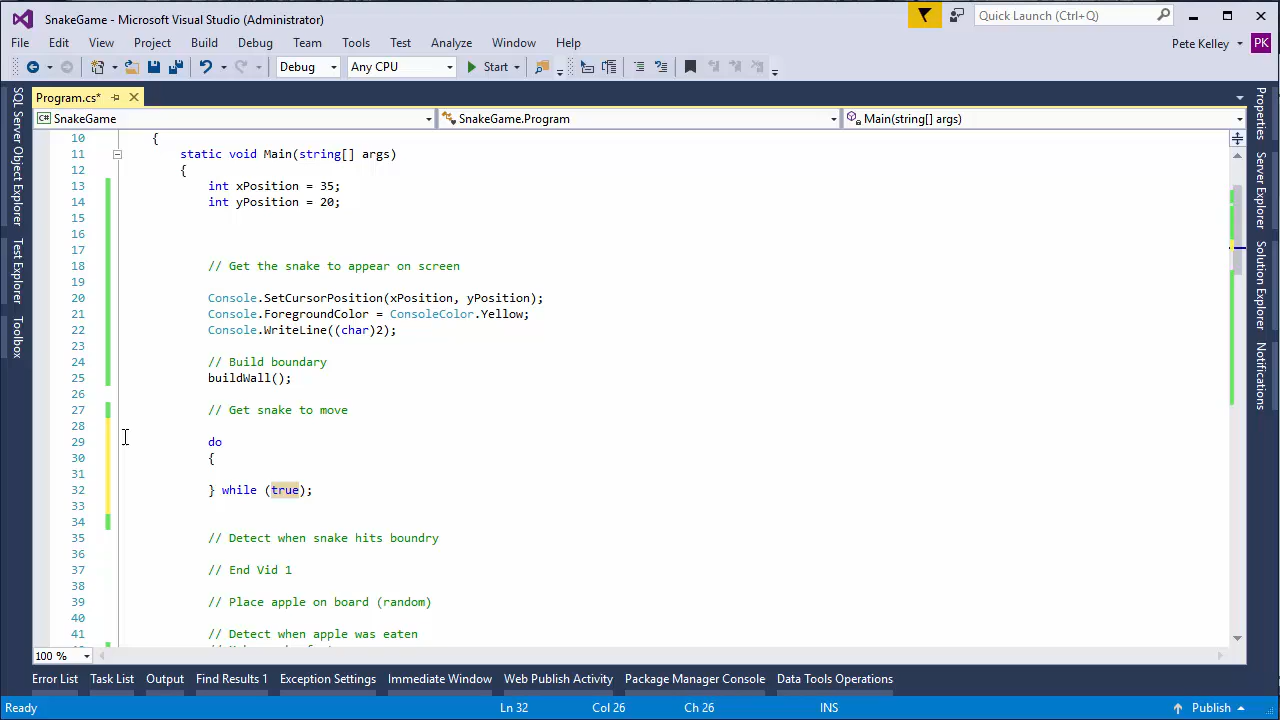 SnakeGame - Microsoft Visual Studio (Administrator)
Quick Launch (Ctrl+Q)
File Edit View Project Build Debug Team Tools Test Analyze Window Help
Pete Kelley PK
Debug Any CPU Start
Program.cs*
SnakeGame SnakeGame.Program Main(string[] args)
SQL Server Object Explorer
Test Explorer
Toolbox
10 {
11 static void Main(string[] args)
12 {
13 int xPosition = 35;
14 int yPosition = 20;
15
16
17
18 // Get the snake to appear on screen
19
20 Console.SetCursorPosition(xPosition, yPosition);
21 Console.ForegroundColor = ConsoleColor.Yellow;
22 Console.WriteLine((char)2);
23
24 // Build boundary
25 buildWall();
26
27 // Get snake to move
28
29 do
30 {
31
32 } while (true);
33
34
35 // Detect when snake hits boundry
36
37 // End Vid 1
38
39 // Place apple on board (random)
40
41 // Detect when apple was eaten
Properties
Server Explorer
Solution Explorer
Notifications
100 %
Error List Task List Output Find Results 1 Exception Settings Immediate Window Web Publish Activity Package Manager Console Data Tools Operations
Ready Ln 32 Col 26 Ch 26 INS Publish